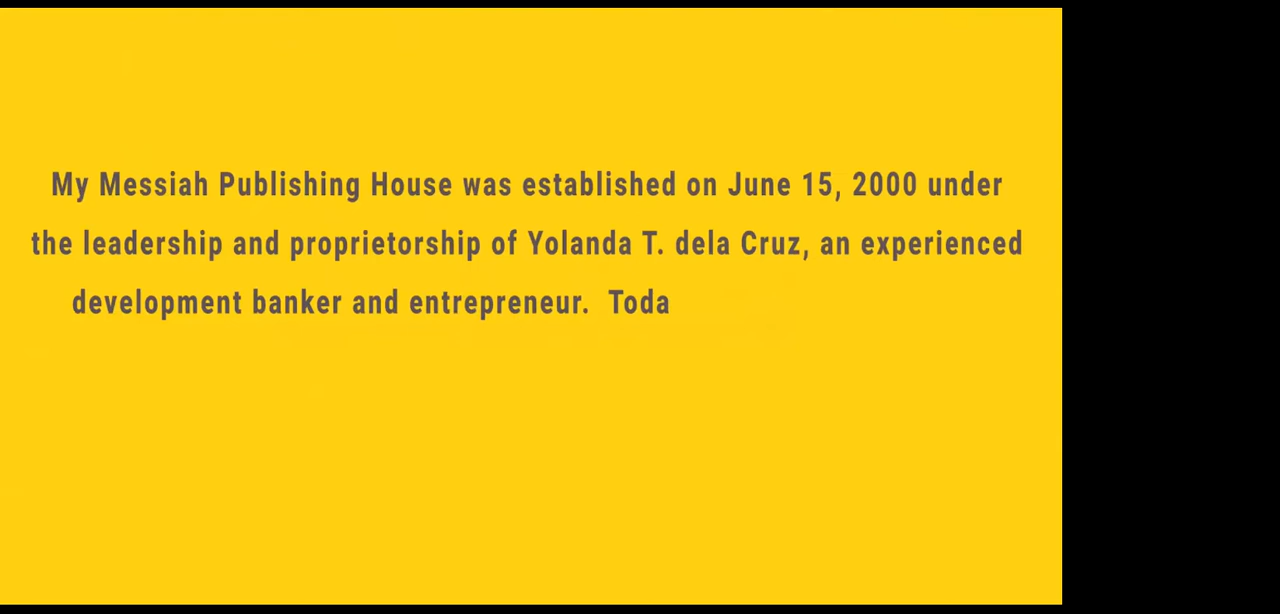 My Messiah Publishing House was established on June 15, 2000 under
the leadership and proprietorship of Yolanda T. dela Cruz, an experienced
development banker and entrepreneur.  Toda